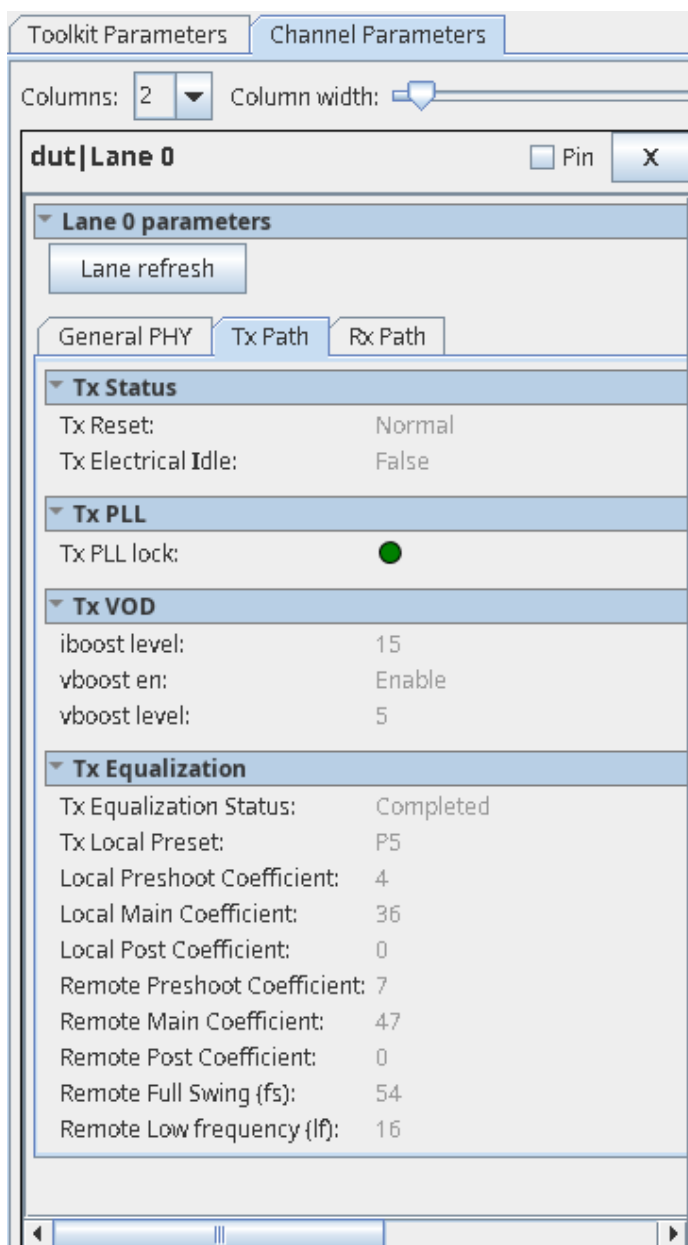 Toolkit Parameters Channel Parameters
Columns: 2 Column width:
dut|Lane 0 Pin X
Lane 0 parameters
Lane refresh
General PHY Tx Path Rx Path
Tx Status
Tx Reset: Normal
Tx Electrical Idle: False
Tx PLL
Tx PLL lock:
Tx VOD
iboost level: 15
vboost en: Enable
vboost level: 5
Tx Equalization
Tx Equalization Status: Completed
Tx Local Preset: P5
Local Preshoot Coefficient: 4
Local Main Coefficient: 36
Local Post Coefficient: 0
Remote Preshoot Coefficient: 7
Remote Main Coefficient: 47
Remote Post Coefficient: 0
Remote Full Swing (fs): 54
Remote Low frequency (lf): 16